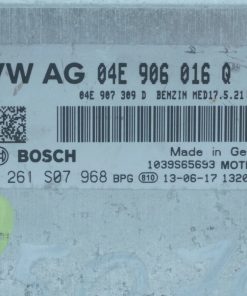 VW AG 04E 906 016 Q
04E 907 309 D BENZIN MED17.5.21
BOSCH
Made in Ge
1039S65693 MOT
261 S07 968 BPG 810 13-06-17 1320